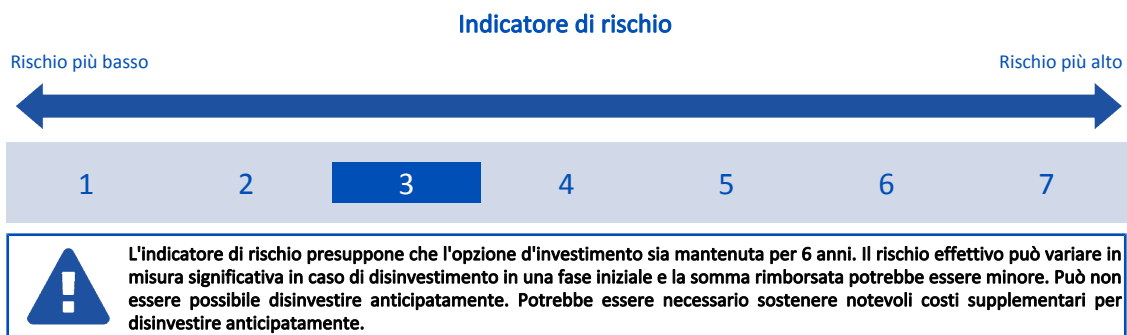 Indicatore di rischio
Rischio più basso
Rischio più alto
1 2 3 4 5 6 7
L'indicatore di rischio presuppone che l'opzione d'investimento sia mantenuta per 6 anni. Il rischio effettivo può variare in
misura significativa in caso di disinvestimento in una fase iniziale e la somma rimborsata potrebbe essere minore. Può non
essere possibile disinvestire anticipatamente. Potrebbe essere necessario sostenere notevoli costi supplementari per
disinvestire anticipatamente.